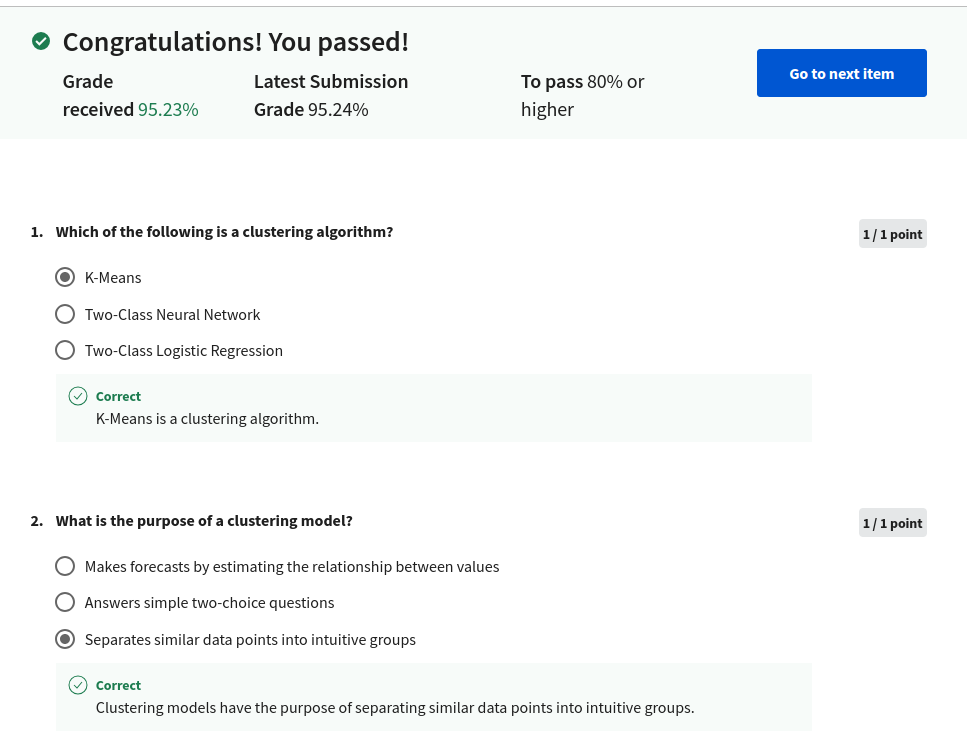 Congratulations! You passed!
Grade received 95.23%
Latest Submission Grade 95.24%
To pass 80% or higher
Go to next item
1. Which of the following is a clustering algorithm?
1 / 1 point
K-Means
Two-Class Neural Network
Two-Class Logistic Regression
Correct
K-Means is a clustering algorithm.
2. What is the purpose of a clustering model?
1 / 1 point
Makes forecasts by estimating the relationship between values
Answers simple two-choice questions
Separates similar data points into intuitive groups
Correct
Clustering models have the purpose of separating similar data points into intuitive groups.